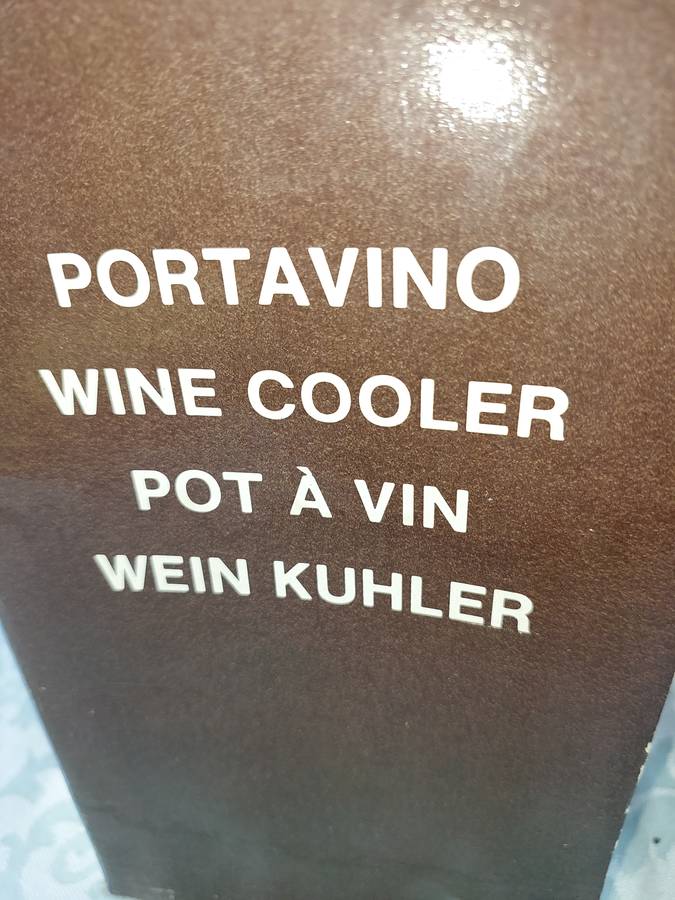 PORTAVINO
WINE COOLER
POT À VIN
WEIN KUHLER